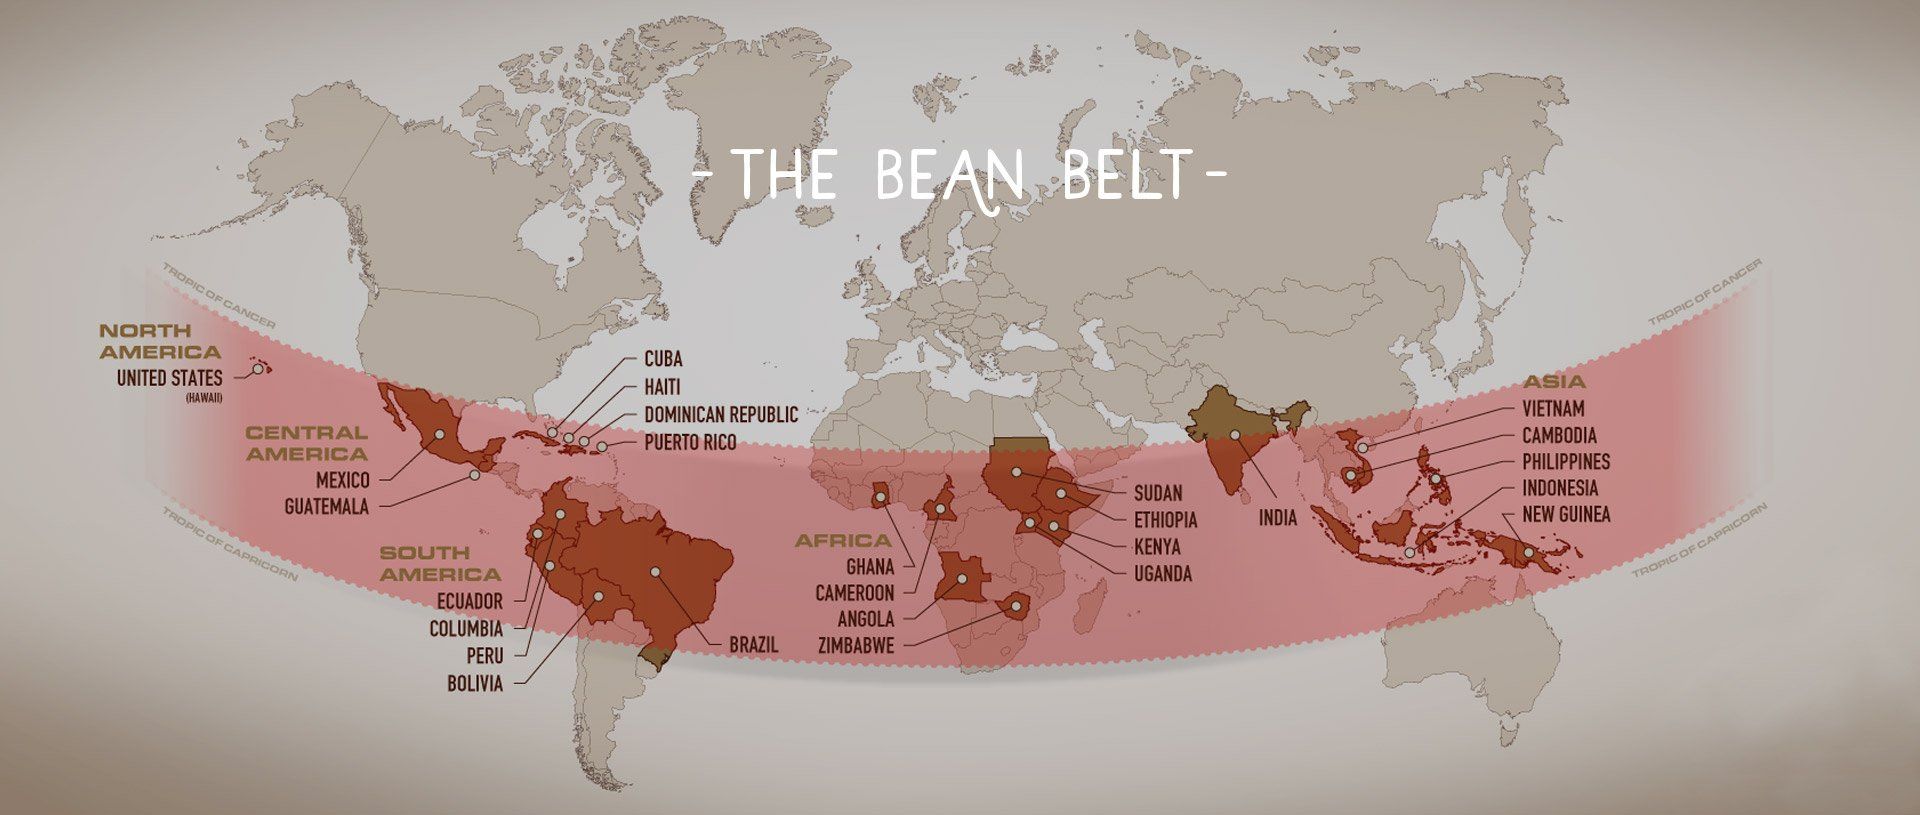 - THE BEAN BELT -
TROPIC OF CANCER
TROPIC OF CANCER
NORTH
AMERICA
UNITED STATES
(HAWAII)
CENTRAL
AMERICA
MEXICO
GUATEMALA
CUBA
HAITI
DOMINICAN REPUBLIC
PUERTO RICO
TROPIC OF CAPRICORN
SOUTH
AMERICA
ECUADOR
COLUMBIA
PERU
BOLIVIA
BRAZIL
AFRICA
GHANA
CAMEROON
ANGOLA
ZIMBABWE
SUDAN
ETHIOPIA
KENYA
UGANDA
INDIA
ASIA
VIETNAM
CAMBODIA
PHILIPPINES
INDONESIA
NEW GUINEA
TROPIC OF CAPRICORN